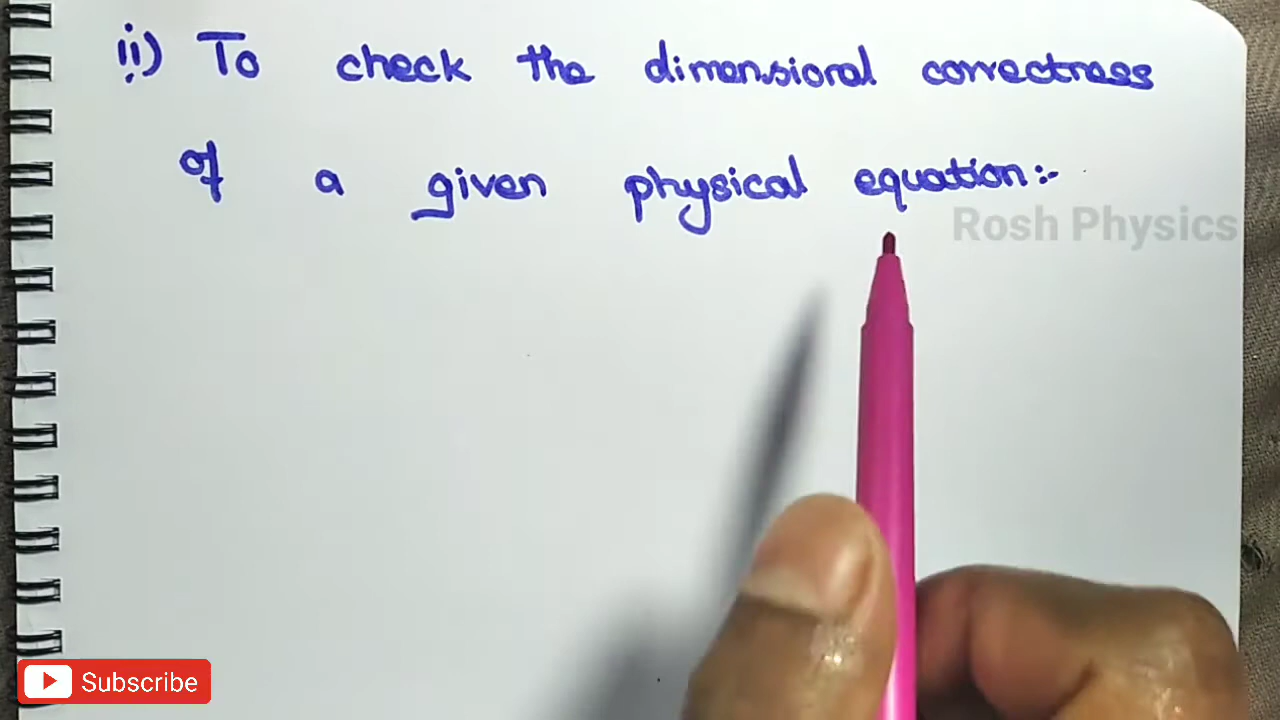 ii) To check the dimensional correctness
of a given physical equation:-
Rosh Physics
Subscribe